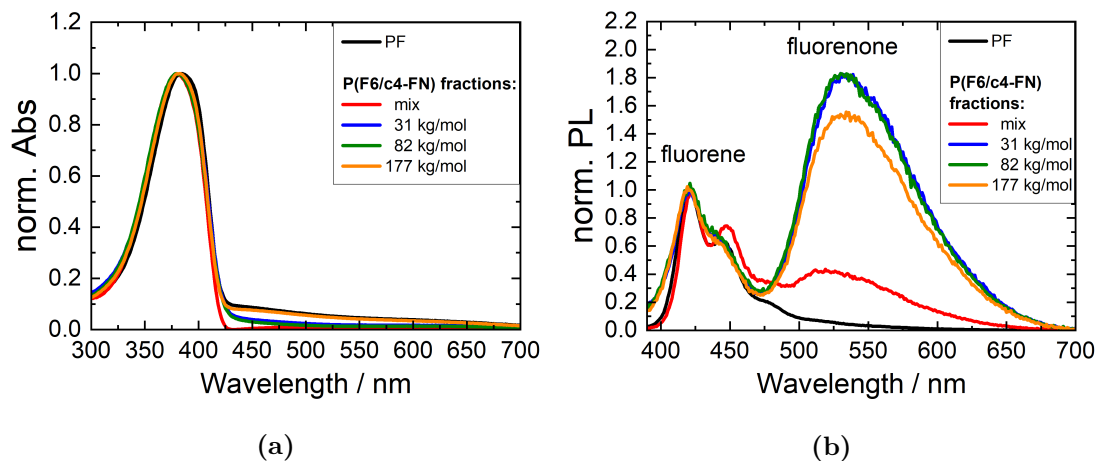 (a)
norm. Abs
1.2
1.0
0.8
0.6
0.4
0.2
0.0
300 350 400 450 500 550 600 650 700
Wavelength / nm
PF
P(F6/c4-FN) fractions:
mix
31 kg/mol
82 kg/mol
177 kg/mol
(a)
b)
norm. PL
2.2
2.0
1.8
1.6
1.4
1.2
1.0
0.8
0.6
0.4
0.2
0.0
400 450 500 550 600 650 700
Wavelength / nm
fluorene
fluorenone
PF
P(F6/c4-FN)
fractions:
mix
31 kg/mol
82 kg/mol
177 kg/mol
(b)